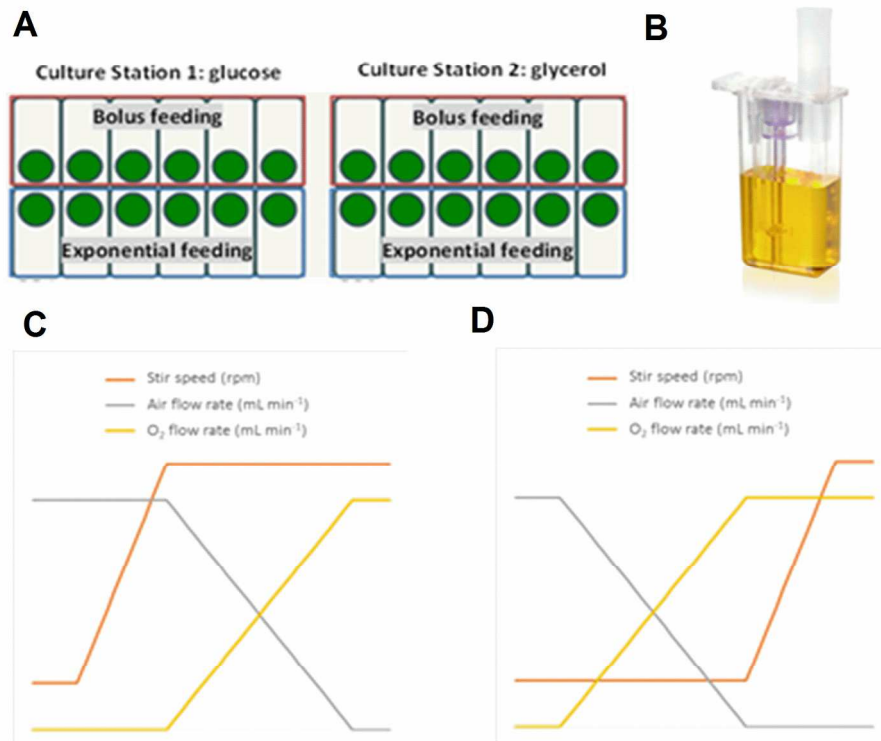 A
B
Culture Station 1: glucose
Culture Station 2: glycerol
Bolus feeding
Bolus feeding
Exponential feeding
Exponential feeding
C
D
Stir speed (rpm)
Air flow rate (mL min⁻¹)
O₂ flow rate (mL min⁻¹)
Stir speed (rpm)
Air flow rate (mL min⁻¹)
O₂ flow rate (mL min⁻¹)